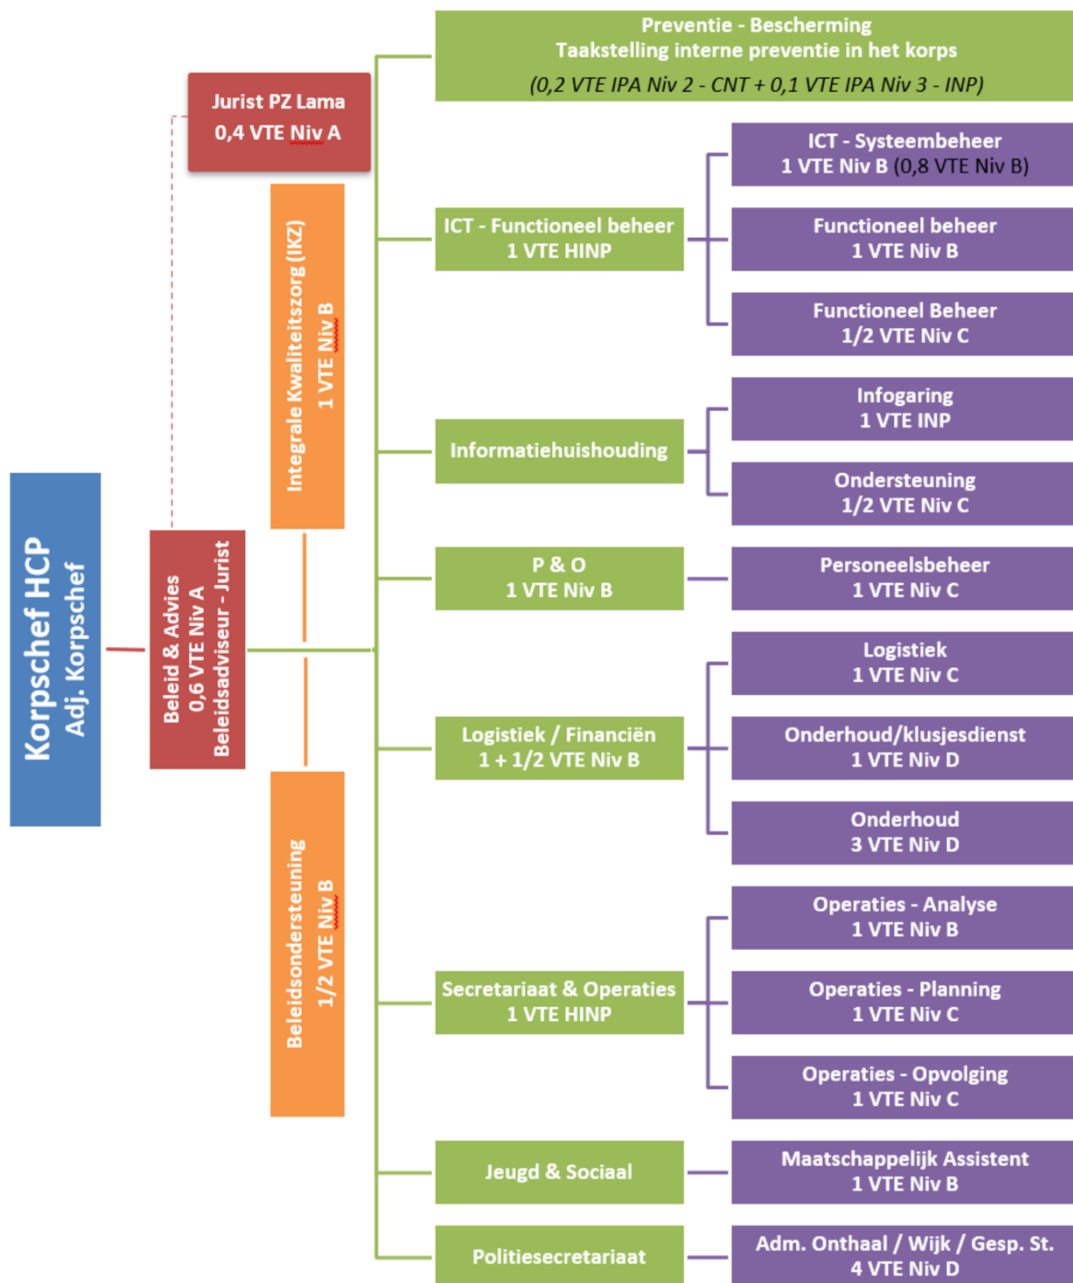 Preventie - Bescherming
Taakstelling interne preventie in het korps
(0,2 VTE IPA Niv 2 - CNT + 0,1 VTE IPA Niv 3 - INP)
Jurist PZ Lama
0,4 VTE Niv A
Integrale Kwaliteitszorg (IKZ)
1 VTE Niv B
Korpschef HCP
Adj. Korpschef
Beleid & Advies
0,6 VTE Niv A
Beleidsadviseur - Jurist
Beleidsondersteuning
1/2 VTE Niv B
ICT - Functioneel beheer
1 VTE HINP
ICT - Systeembeheer
1 VTE Niv B (0,8 VTE Niv B)
Functioneel beheer
1 VTE Niv B
Functioneel Beheer
1/2 VTE Niv C
Informatiehuishouding
Infogaring
1 VTE INP
Ondersteuning
1/2 VTE Niv C
P & O
1 VTE Niv B
Personeelsbeheer
1 VTE Niv C
Logistiek / Financiën
1 + 1/2 VTE Niv B
Logistiek
1 VTE Niv C
Onderhoud/klusjesdienst
1 VTE Niv D
Onderhoud
3 VTE Niv D
Secretariaat & Operaties
1 VTE HINP
Operaties - Analyse
1 VTE Niv B
Operaties - Planning
1 VTE Niv C
Operaties - Opvolging
1 VTE Niv C
Jeugd & Sociaal
Maatschappelijk Assistent
1 VTE Niv B
Politiesecretariaat
Adm. Onthaal / Wijk / Gesp. St.
4 VTE Niv D